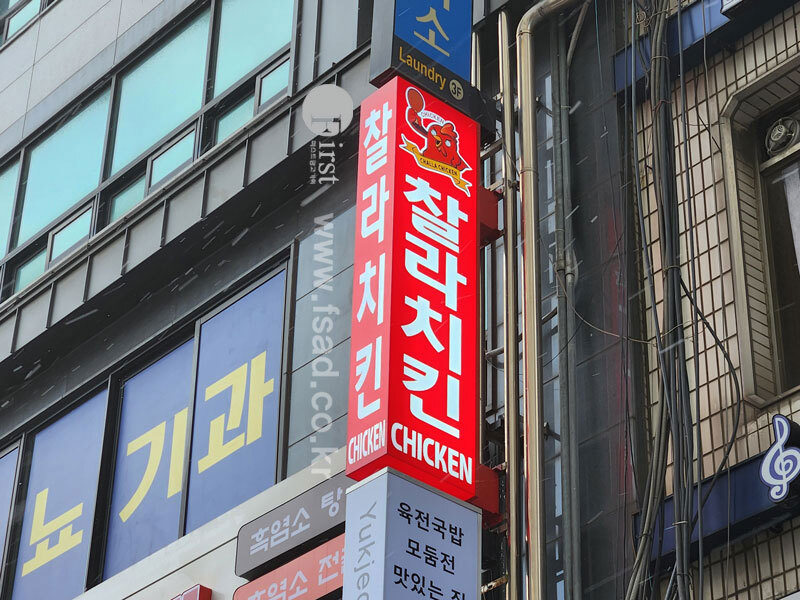 소
Laundry 3F
CHICKEN
CHALLA CHICKEN
찰라치킨
CHICKEN
찰라치킨
CHICKEN
First
www.fsad.co.kr
뇨기과
흑염소 탕
흑염소 전
Yukje
육전국밥
모둠전
맛있는